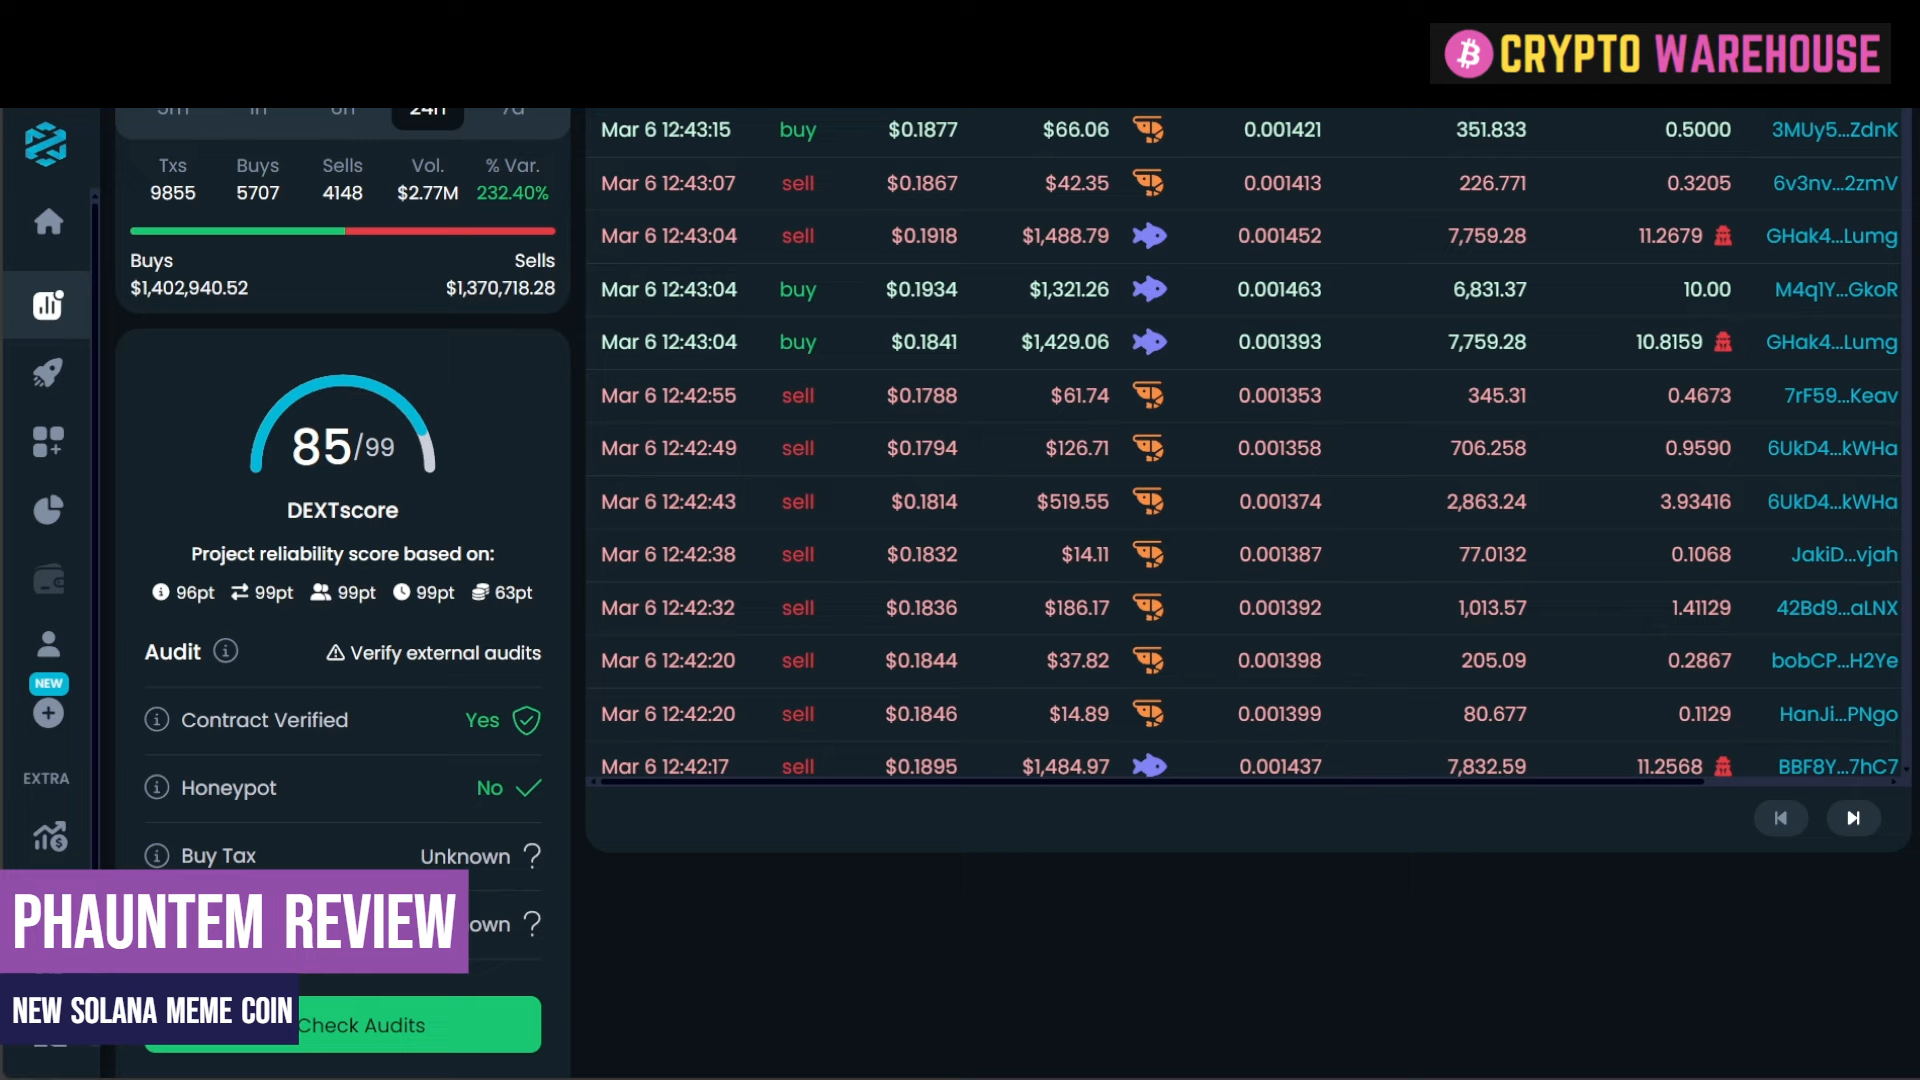 CRYPTO WAREHOUSE
5m 1h 6h 24h 7d
Txs Buys Sells Vol. % Var.
9855 5707 4148 $2.77M 232.40%
Buys Sells
$1,402,940.52 $1,370,718.28
85/99
DEXTscore
Project reliability score based on:
96pt 99pt 99pt 99pt 63pt
Audit Verify external audits
Contract Verified Yes
Honeypot No
Buy Tax Unknown ?
own ?
Check Audits
NEW
EXTRA
Mar 6 12:43:15 buy $0.1877 $66.06 0.001421 351.833 0.5000 3MUy5...ZdnK
Mar 6 12:43:07 sell $0.1867 $42.35 0.001413 226.771 0.3205 6v3nv...2zmV
Mar 6 12:43:04 sell $0.1918 $1,488.79 0.001452 7,759.28 11.2679 GHak4...Lumg
Mar 6 12:43:04 buy $0.1934 $1,321.26 0.001463 6,831.37 10.00 M4q1Y...GkoR
Mar 6 12:43:04 buy $0.1841 $1,429.06 0.001393 7,759.28 10.8159 GHak4...Lumg
Mar 6 12:42:55 sell $0.1788 $61.74 0.001353 345.31 0.4673 7rF59...Keav
Mar 6 12:42:49 sell $0.1794 $126.71 0.001358 706.258 0.9590 6UkD4...kWHa
Mar 6 12:42:43 sell $0.1814 $519.55 0.001374 2,863.24 3.93416 6UkD4...kWHa
Mar 6 12:42:38 sell $0.1832 $14.11 0.001387 77.0132 0.1068 JakiD...vjah
Mar 6 12:42:32 sell $0.1836 $186.17 0.001392 1,013.57 1.41129 42Bd9...aLNX
Mar 6 12:42:20 sell $0.1844 $37.82 0.001398 205.09 0.2867 bobCP...H2Ye
Mar 6 12:42:20 sell $0.1846 $14.89 0.001399 80.677 0.1129 HanJi...PNgo
Mar 6 12:42:17 sell $0.1895 $1,484.97 0.001437 7,832.59 11.2568 BBF8Y...7hC7
PHAUNTEM REVIEW
NEW SOLANA MEME COIN